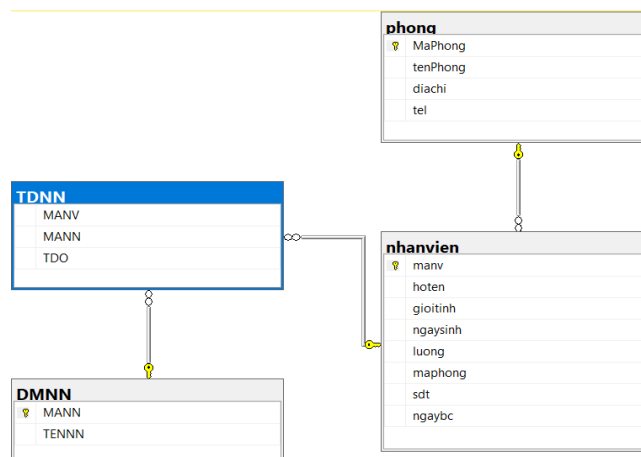 phong
MaPhong
tenPhong
diachi
tel
TDNN
MANV
MANN
TDO
nhanvien
manv
hoten
gioitinh
ngaysinh
luong
maphong
sdt
ngaybc
DMNN
MANN
TENNN